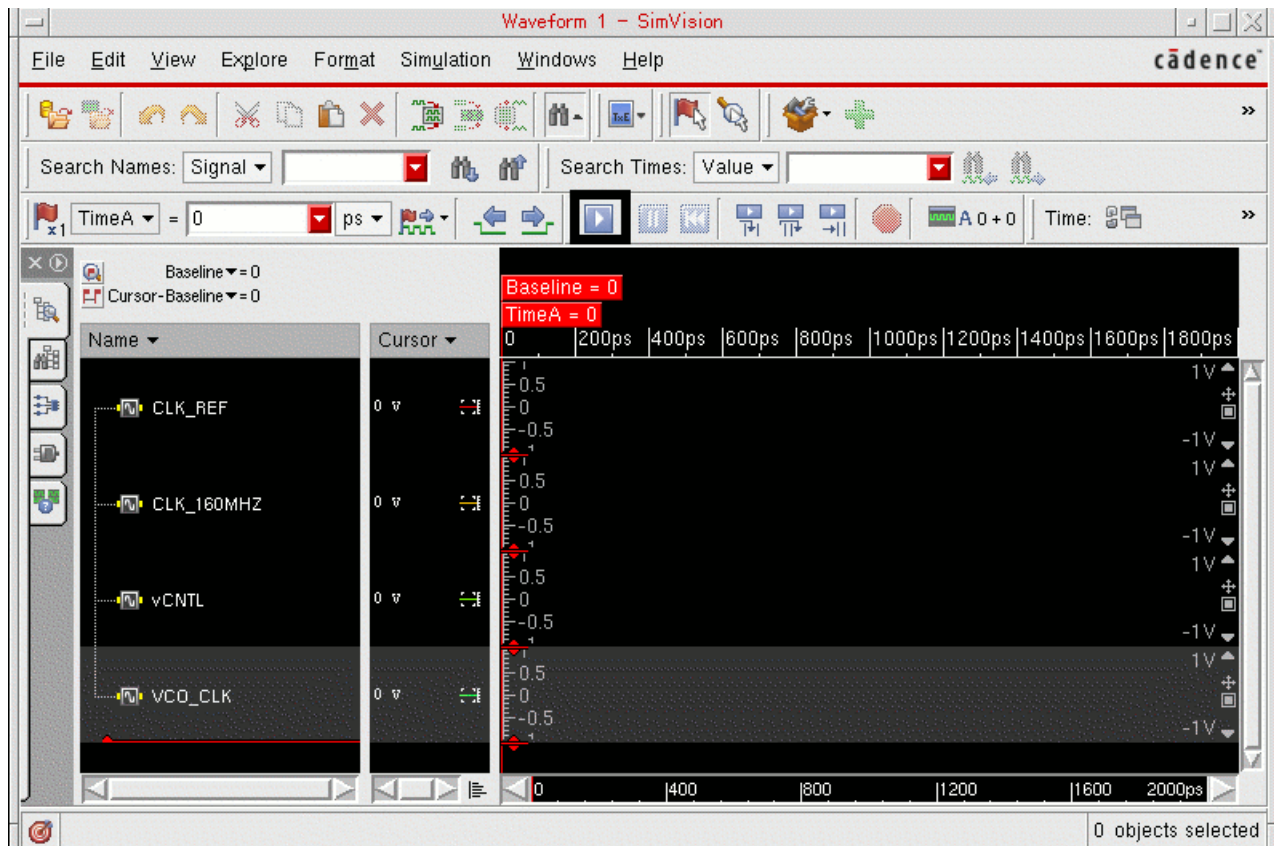 Waveform 1 - SimVision
File Edit View Explore Format Simulation Windows Help cādence
TxE »
Search Names: Signal Search Times: Value
x1 TimeA = 0 ps A 0 + 0 Time: »
Baseline = 0
Cursor-Baseline = 0
Baseline = 0
TimeA = 0
Name Cursor 0 200ps 400ps 600ps 800ps 1000ps 1200ps 1400ps 1600ps 1800ps
1V
0.5
CLK_REF 0 v 0
-0.5
-1V
1V
0.5
CLK_160MHZ 0 v 0
-0.5
-1V
1V
0.5
vCNTL 0 v 0
-0.5
-1V
1V
0.5
VCO_CLK 0 v 0
-0.5
-1V
0 400 800 1200 1600 2000ps
0 objects selected